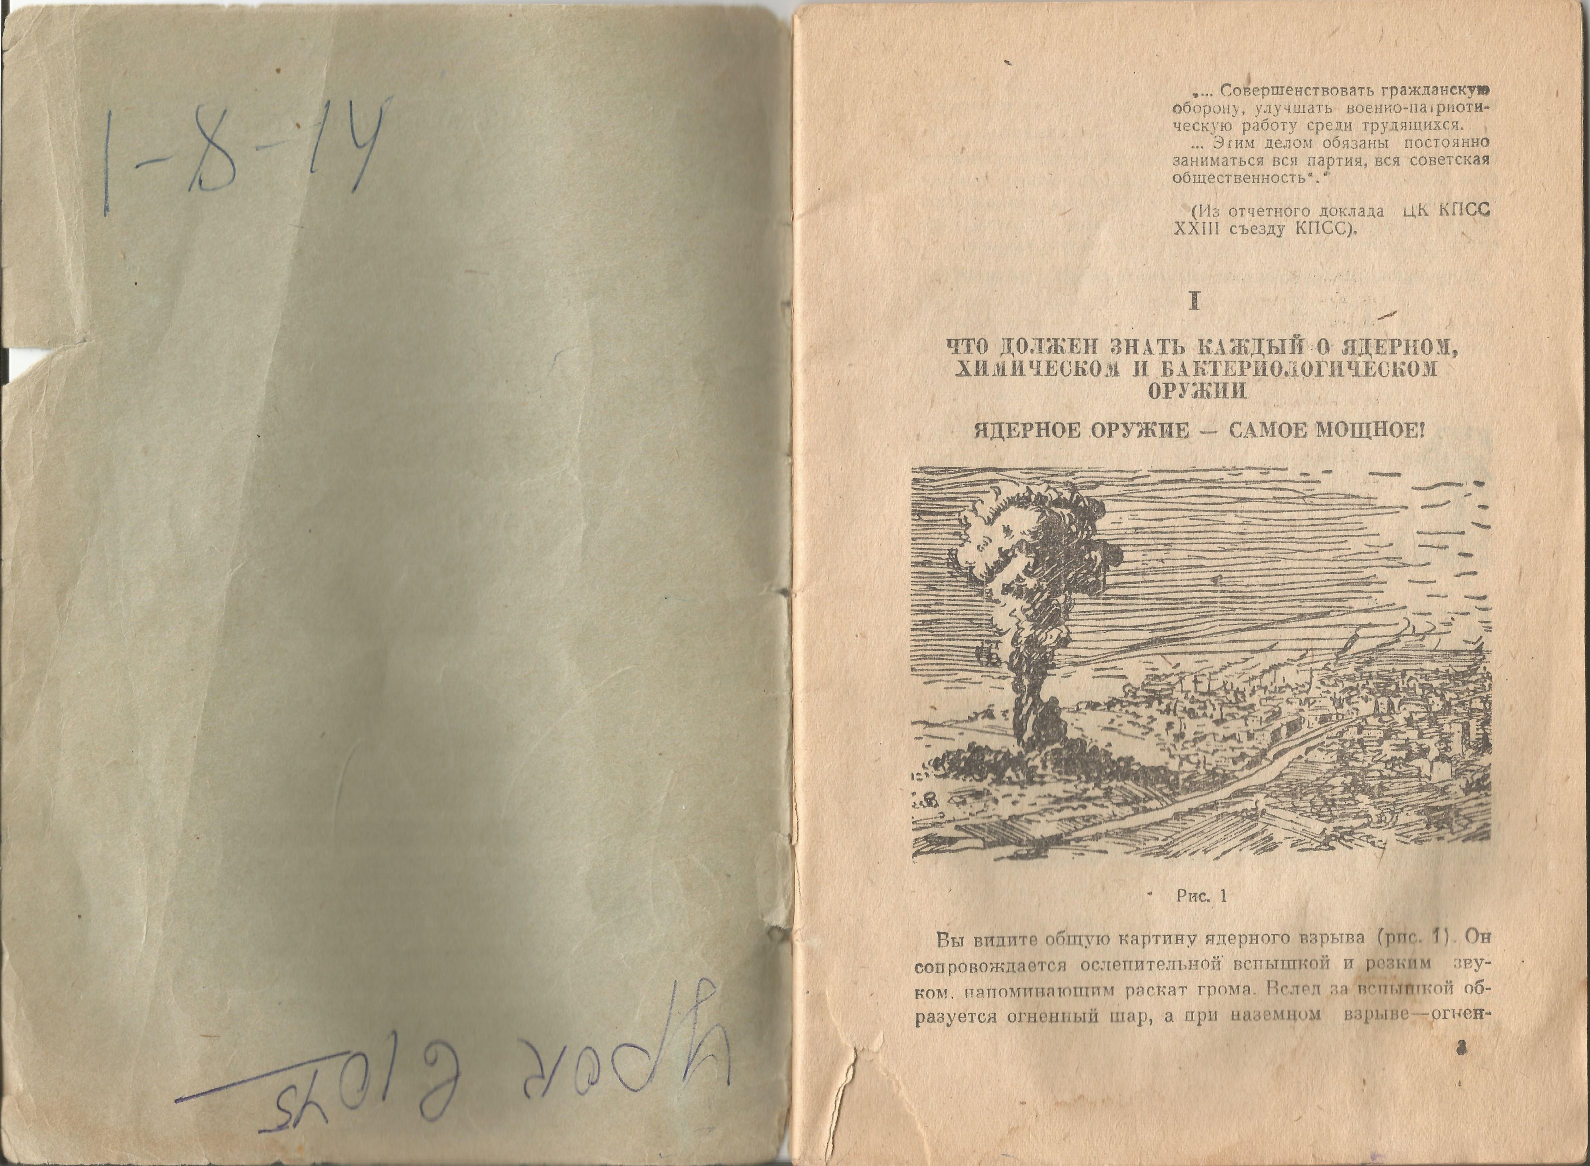 1-8-14
„... Совершенствовать гражданскую
оборону, улучшать военно-патриоти-
ческую работу среди трудящихся.
... Этим делом обязаны постоянно
заниматься вся партия, вся советская
общественность“.
(Из отчетного доклада ЦК КПСС
XXIII съезду КПСС).
I
ЧТО ДОЛЖЕН ЗНАТЬ КАЖДЫЙ О ЯДЕРНОМ,
ХИМИЧЕСКОМ И БАКТЕРИОЛОГИЧЕСКОМ
ОРУЖИИ
ЯДЕРНОЕ ОРУЖИЕ — САМОЕ МОЩНОЕ!
Рис. 1
Вы видите общую картину ядерного взрыва (рис. 1). Он
сопровождается ослепительной вспышкой и резким зву-
ком, напоминающим раскат грома. Вслед за вспышкой об-
разуется огненный шар, а при наземном взрыве—огнен-
3